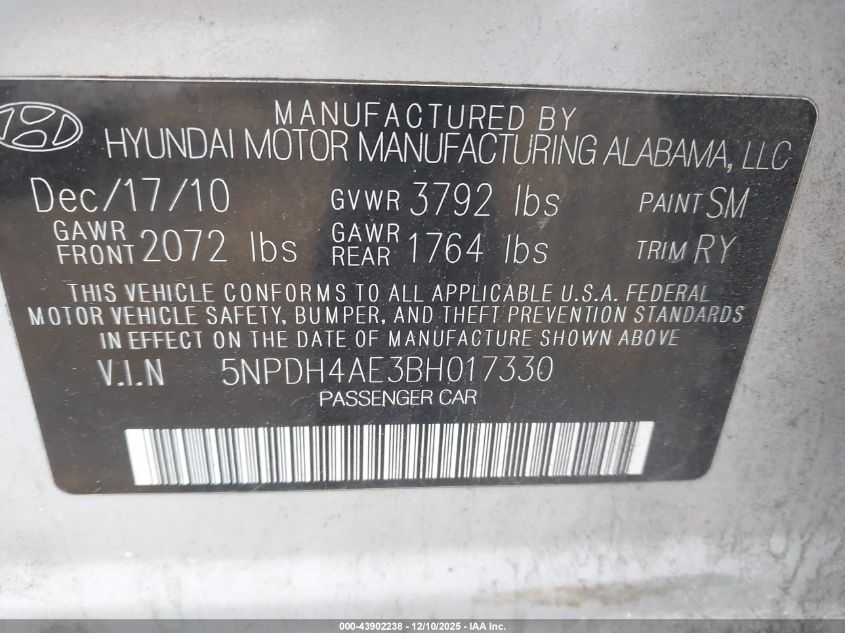 MANUFACTURED BY
HYUNDAI MOTOR MANUFACTURING ALABAMA, LLC
Dec/17/10 GVWR 3792 lbs PAINT SM
GAWR FRONT 2072 lbs GAWR REAR 1764 lbs TRIM RY
THIS VEHICLE CONFORMS TO ALL APPLICABLE U.S.A. FEDERAL
MOTOR VEHICLE SAFETY, BUMPER, AND THEFT PREVENTION STANDARDS
IN EFFECT ON THE DATE OF MANUFACTURE SHOWN ABOVE
V.I.N 5NPDH4AE3BH017330
PASSENGER CAR
000-43902238 - 12/10/2025 - IAA Inc.